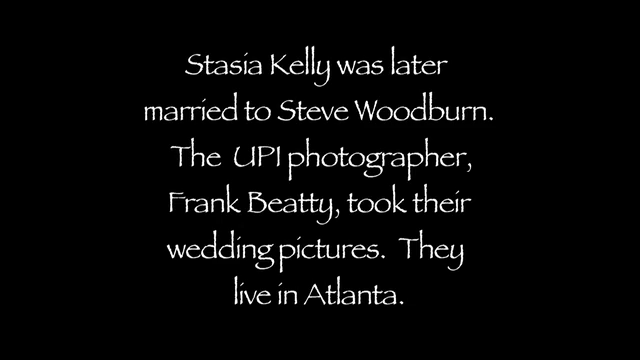 Stasia Kelly was later
married to Steve Woodburn.
The UPI photographer,
Frank Beatty, took their
wedding pictures. They
live in Atlanta.